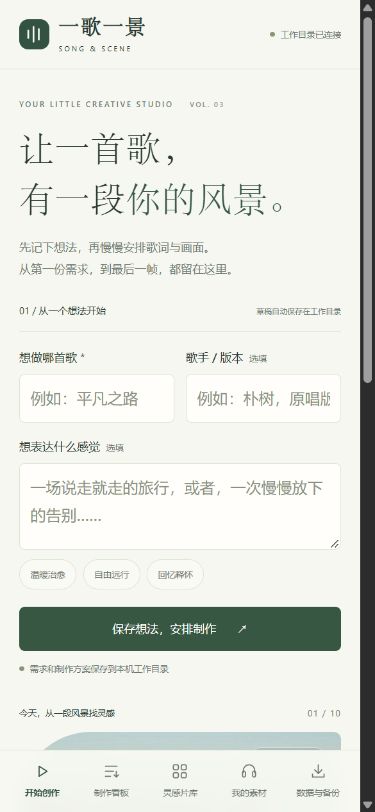 一歌一景
SONG & SCENE
工作目录已连接
YOUR LITTLE CREATIVE STUDIO VOL. 03
让一首歌，
有一段你的风景。
先记下想法，再慢慢安排歌词与画面。
从第一份需求，到最后一帧，都留在这里。
01 / 从一个想法开始 草稿自动保存在工作目录
想做哪首歌 * 歌手 / 版本 选填
例如：平凡之路 例如：朴树，原唱版
想表达什么感觉 选填
一场说走就走的旅行，或者，一次慢慢放下
的告别……
温暖治愈 自由远行 回忆释怀
保存想法，安排制作 ↗
需求和制作方案保存到本机工作目录
今天，从一段风景找灵感 01 / 10
开始创作 制作看板 灵感片库 我的素材 数据与备份